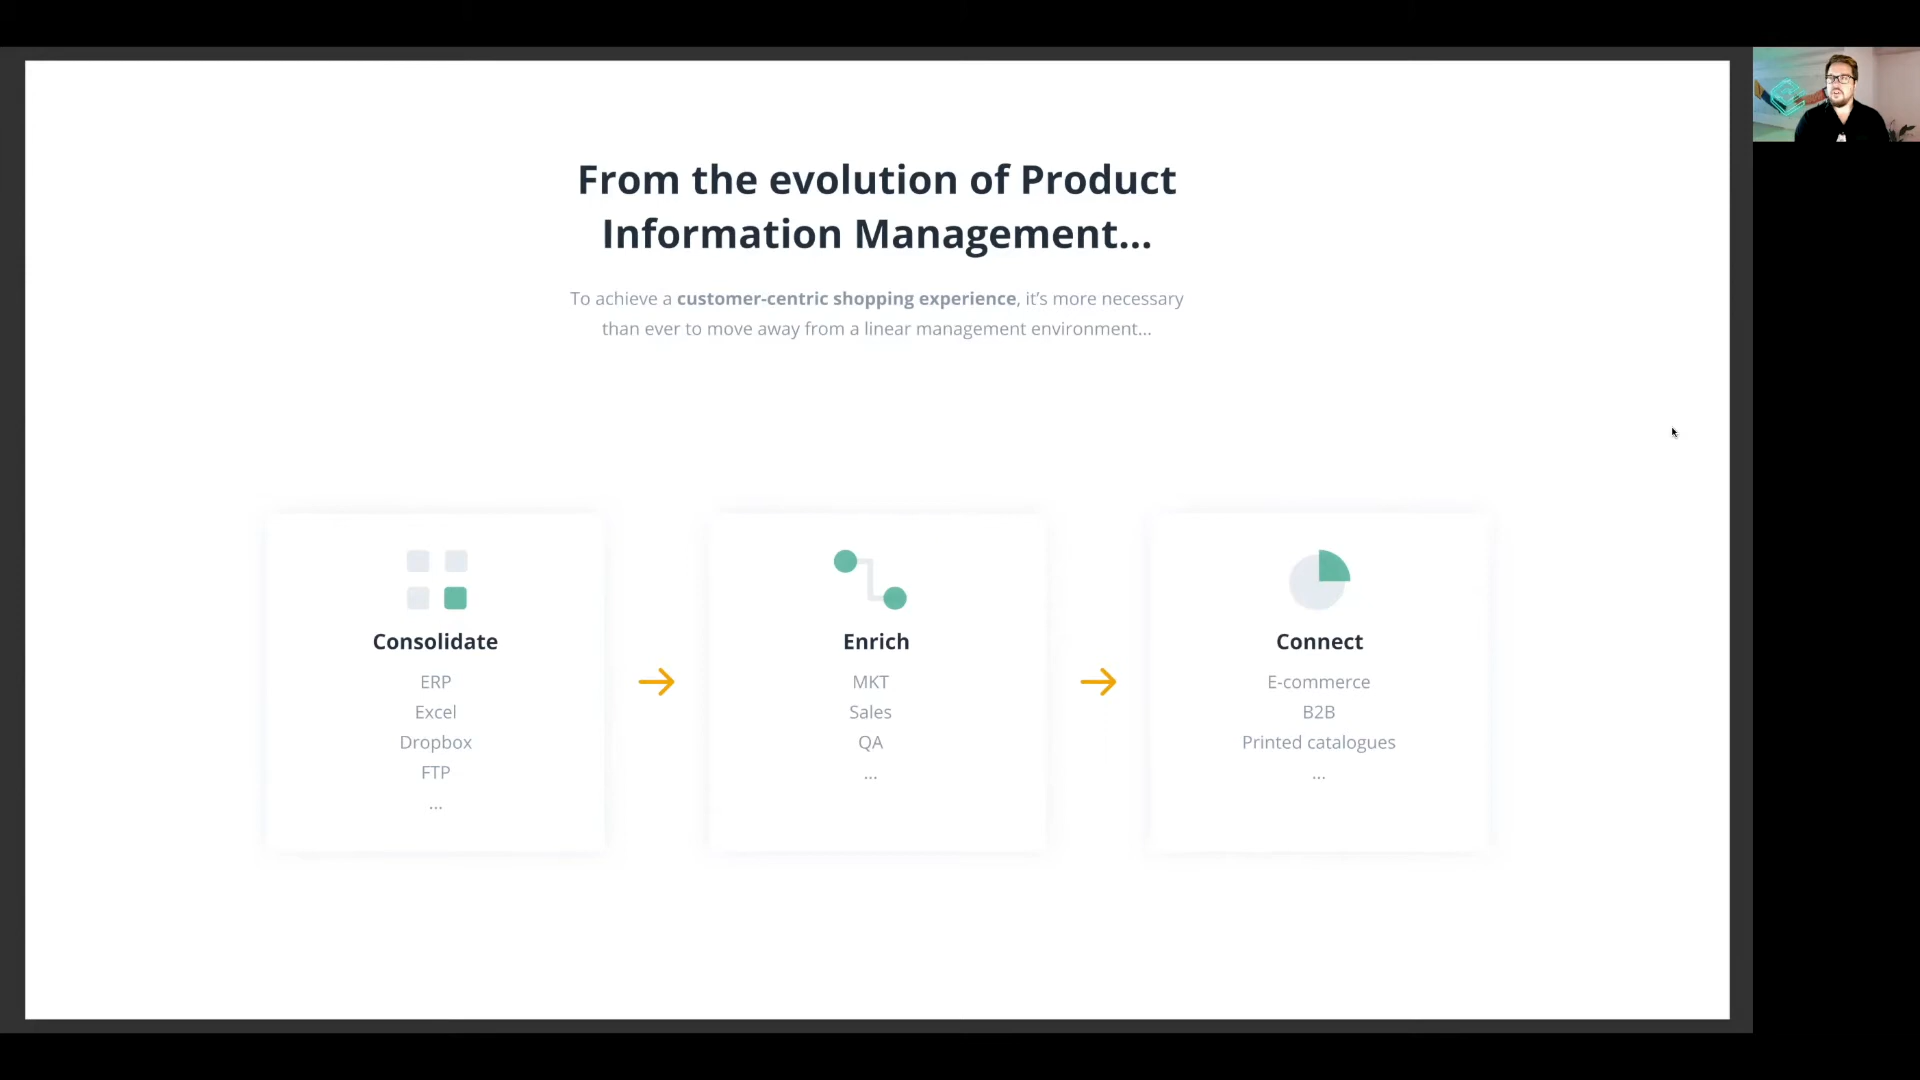 From the evolution of Product
Information Management...
To achieve a customer-centric shopping experience, it's more necessary
than ever to move away from a linear management environment...
Consolidate
ERP
Excel
Dropbox
FTP
...
Enrich
MKT
Sales
QA
...
Connect
E-commerce
B2B
Printed catalogues
...